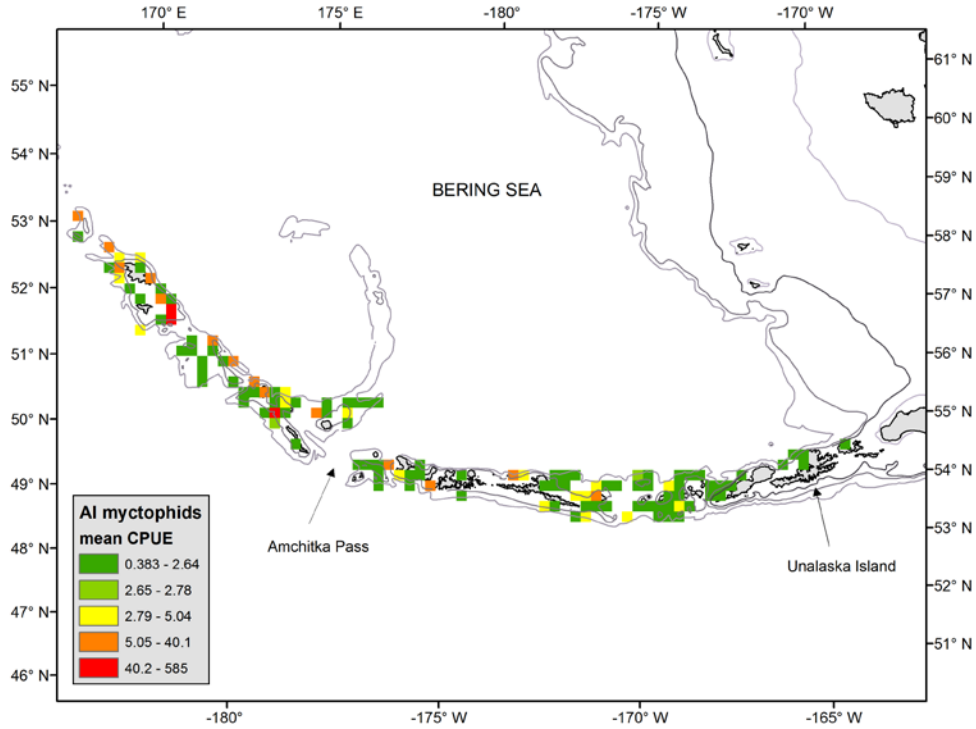 170° E 175° E -180° -175° W -170° W
55° N
54° N
53° N
52° N
51° N
50° N
49° N
48° N
47° N
46° N
61° N
60° N
59° N
58° N
57° N
56° N
55° N
54° N
53° N
52° N
51° N
BERING SEA
Amchitka Pass
Unalaska Island
AI myctophids
mean CPUE
0.383 - 2.64
2.65 - 2.78
2.79 - 5.04
5.05 - 40.1
40.2 - 585
-180° -175° W -170° W -165° W